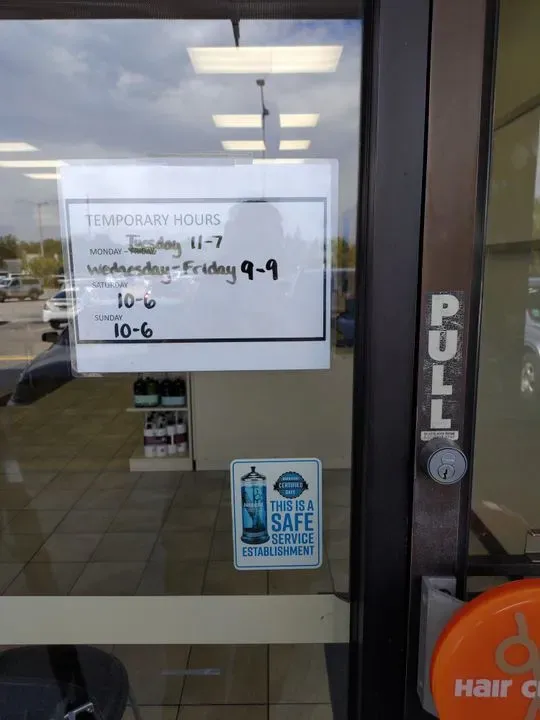 TEMPORARY HOURS
MONDAY - Tuesday 11-7
Wednesday-Friday 9-9
SATURDAY
10-6
SUNDAY
10-6
PULL
BARBICIDE
CERTIFIED
SAFE
THIS IS A
SAFE
SERVICE
ESTABLISHMENT
Hair C